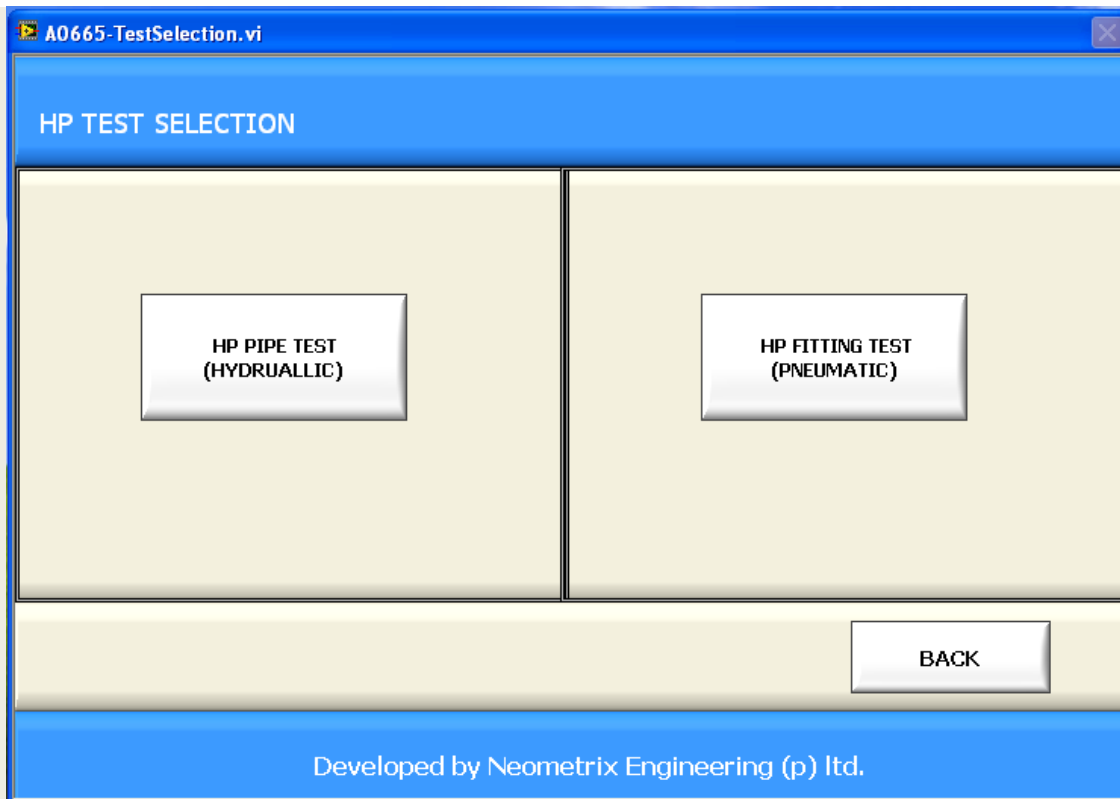 A0665-TestSelection.vi
HP TEST SELECTION
HP PIPE TEST
(HYDRUALLIC)
HP FITTING TEST
(PNEUMATIC)
BACK
Developed by Neometrix Engineering (p) ltd.